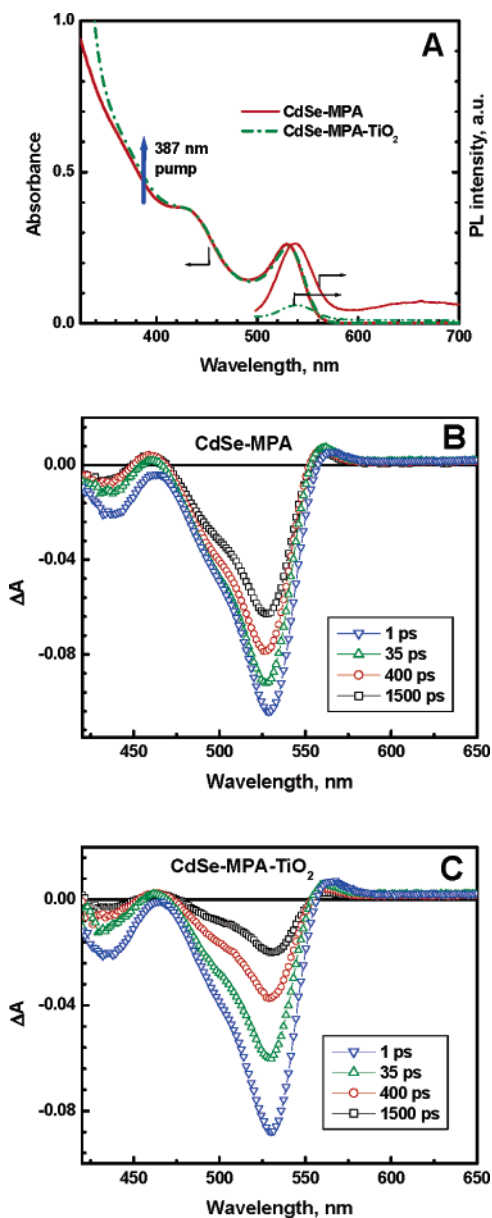 A
1.0
CdSe-MPA
CdSe-MPA-TiO2
387 nm
pump
0.5
0.0
400 500 600 700
Absorbance
PL intensity, a.u.
Wavelength, nm
B
CdSe-MPA
0.00
-0.04
-0.08
ΔA
1 ps
35 ps
400 ps
1500 ps
450 500 550 600 650
Wavelength, nm
C
CdSe-MPA-TiO2
0.00
-0.04
-0.08
ΔA
1 ps
35 ps
400 ps
1500 ps
450 500 550 600 650
Wavelength, nm